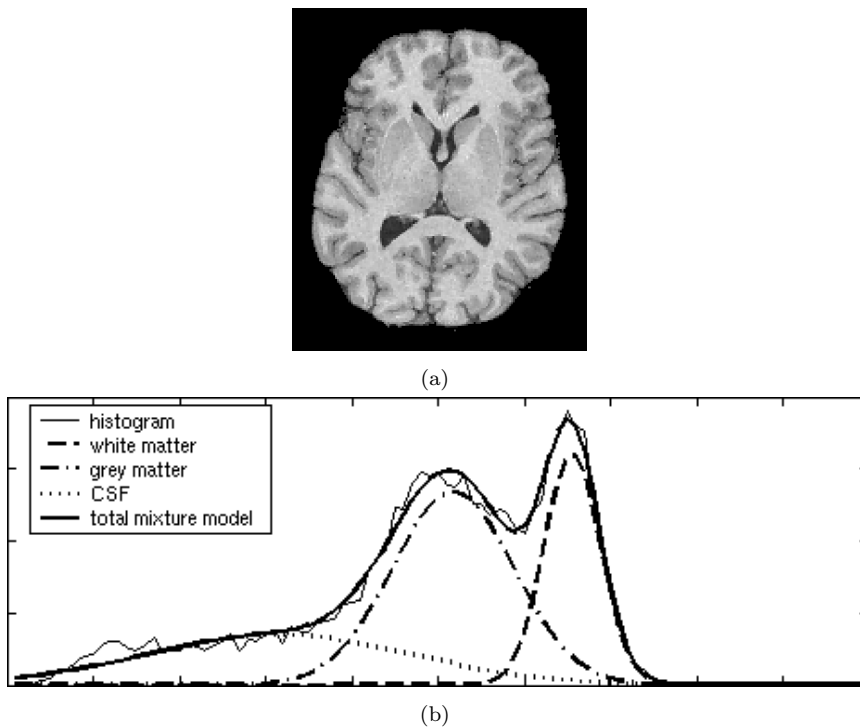 (a)
histogram
white matter
grey matter
CSF
total mixture model
(b)